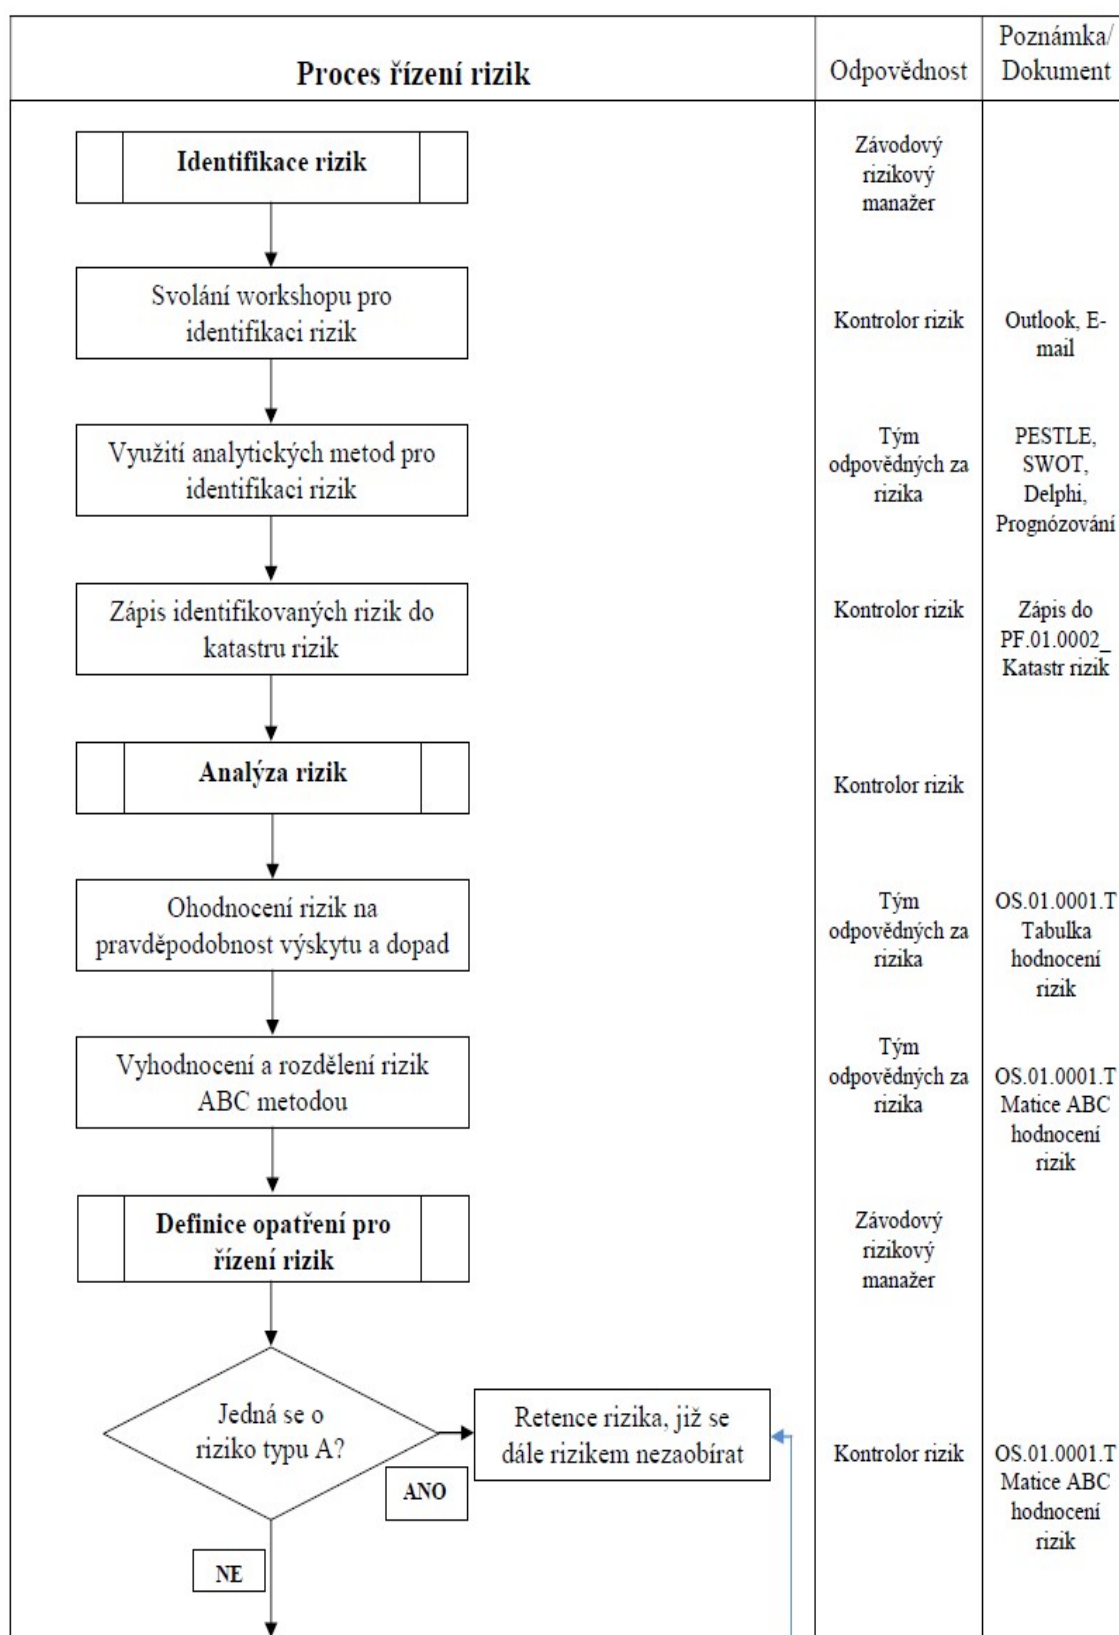 Proces řízení rizik
Odpovědnost
Poznámka/
Dokument
Identifikace rizik
Závodový
rizikový
manažer
Svolání workshopu pro
identifikaci rizik
Kontrolor rizik
Outlook, E-
mail
Využití analytických metod pro
identifikaci rizik
Tým
odpovědných za
rizika
PESTLE,
SWOT,
Delphi,
Prognózování
Zápis identifikovaných rizik do
katastru rizik
Kontrolor rizik
Zápis do
PF.01.0002_
Katastr rizik
Analýza rizik
Kontrolor rizik
Ohodnocení rizik na
pravděpodobnost výskytu a dopad
Tým
odpovědných za
rizika
OS.01.0001.T
Tabulka
hodnocení
rizik
Vyhodnocení a rozdělení rizik
ABC metodou
Tým
odpovědných za
rizika
OS.01.0001.T
Matice ABC
hodnocení
rizik
Definice opatření pro
řízení rizik
Závodový
rizikový
manažer
Jedná se o
riziko typu A?
ANO
Retence rizika, již se
dále rizikem nezaobírat
Kontrolor rizik
OS.01.0001.T
Matice ABC
hodnocení
rizik
NE